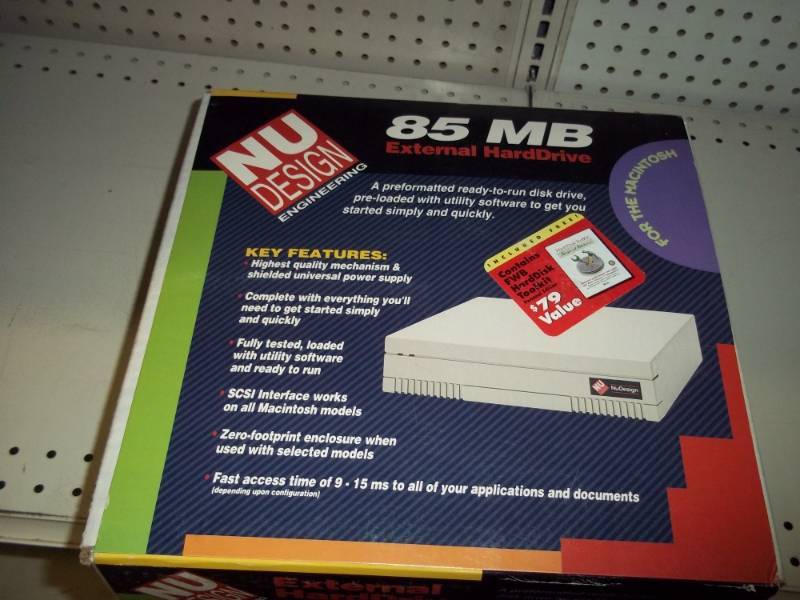 NU
DESIGN
ENGINEERING
85 MB
External HardDrive
FOR THE MACINTOSH
A preformatted ready-to-run disk drive,
pre-loaded with utility software to get you
started simply and quickly.
INCLUDED FREE!
Contains
FWB
HardDisk
Toolkit
$79
Value
KEY FEATURES:
• Highest quality mechanism &
shielded universal power supply
• Complete with everything you'll
need to get started simply
and quickly
• Fully tested, loaded
with utility software
and ready to run
• SCSI Interface works
on all Macintosh models
• Zero-footprint enclosure when
used with selected models
• Fast access time of 9 - 15 ms to all of your applications and documents
(depending upon configuration)
NU
NuDesign
NU
DESIGN
External
HardDrive